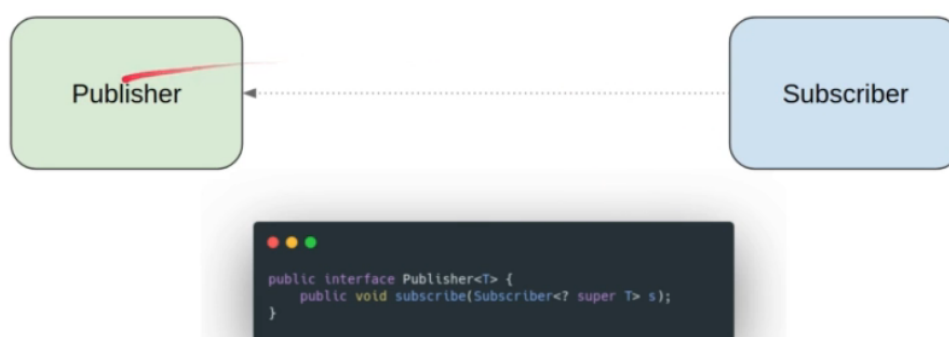 Publisher
Subscriber
public interface Publisher<T> {
    public void subscribe(Subscriber<? super T> s);
}